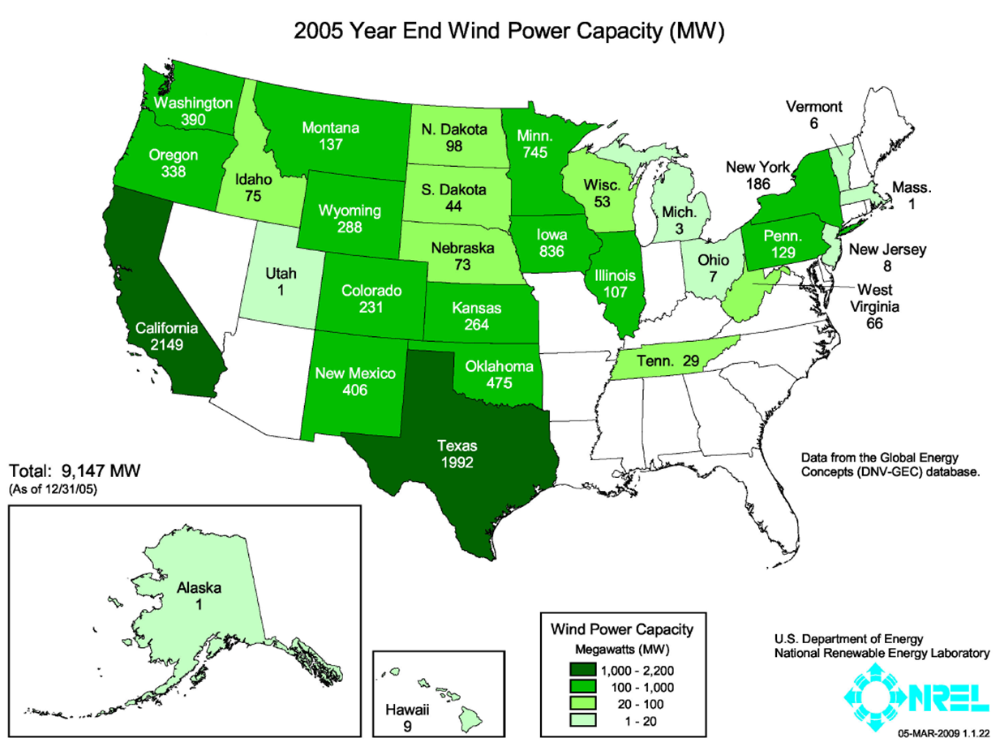 2005 Year End Wind Power Capacity (MW)
Washington
390
Oregon
338
Idaho
75
Montana
137
Wyoming
288
N. Dakota
98
S. Dakota
44
Nebraska
73
Minn.
745
Iowa
836
Wisc.
53
Illinois
107
Mich.
3
Ohio
7
Vermont
6
New York
186
Mass.
1
Penn.
129
New Jersey
8
West
Virginia
66
Utah
1
Colorado
231
Kansas
264
California
2149
New Mexico
406
Oklahoma
475
Tenn. 29
Texas
1992
Total: 9,147 MW
(As of 12/31/05)
Data from the Global Energy
Concepts (DNV-GEC) database.
Alaska
1
Hawaii
9
Wind Power Capacity
Megawatts (MW)
1,000 - 2,200
100 - 1,000
20 - 100
1 - 20
U.S. Department of Energy
National Renewable Energy Laboratory
NREL
05-MAR-2009 1.1.22